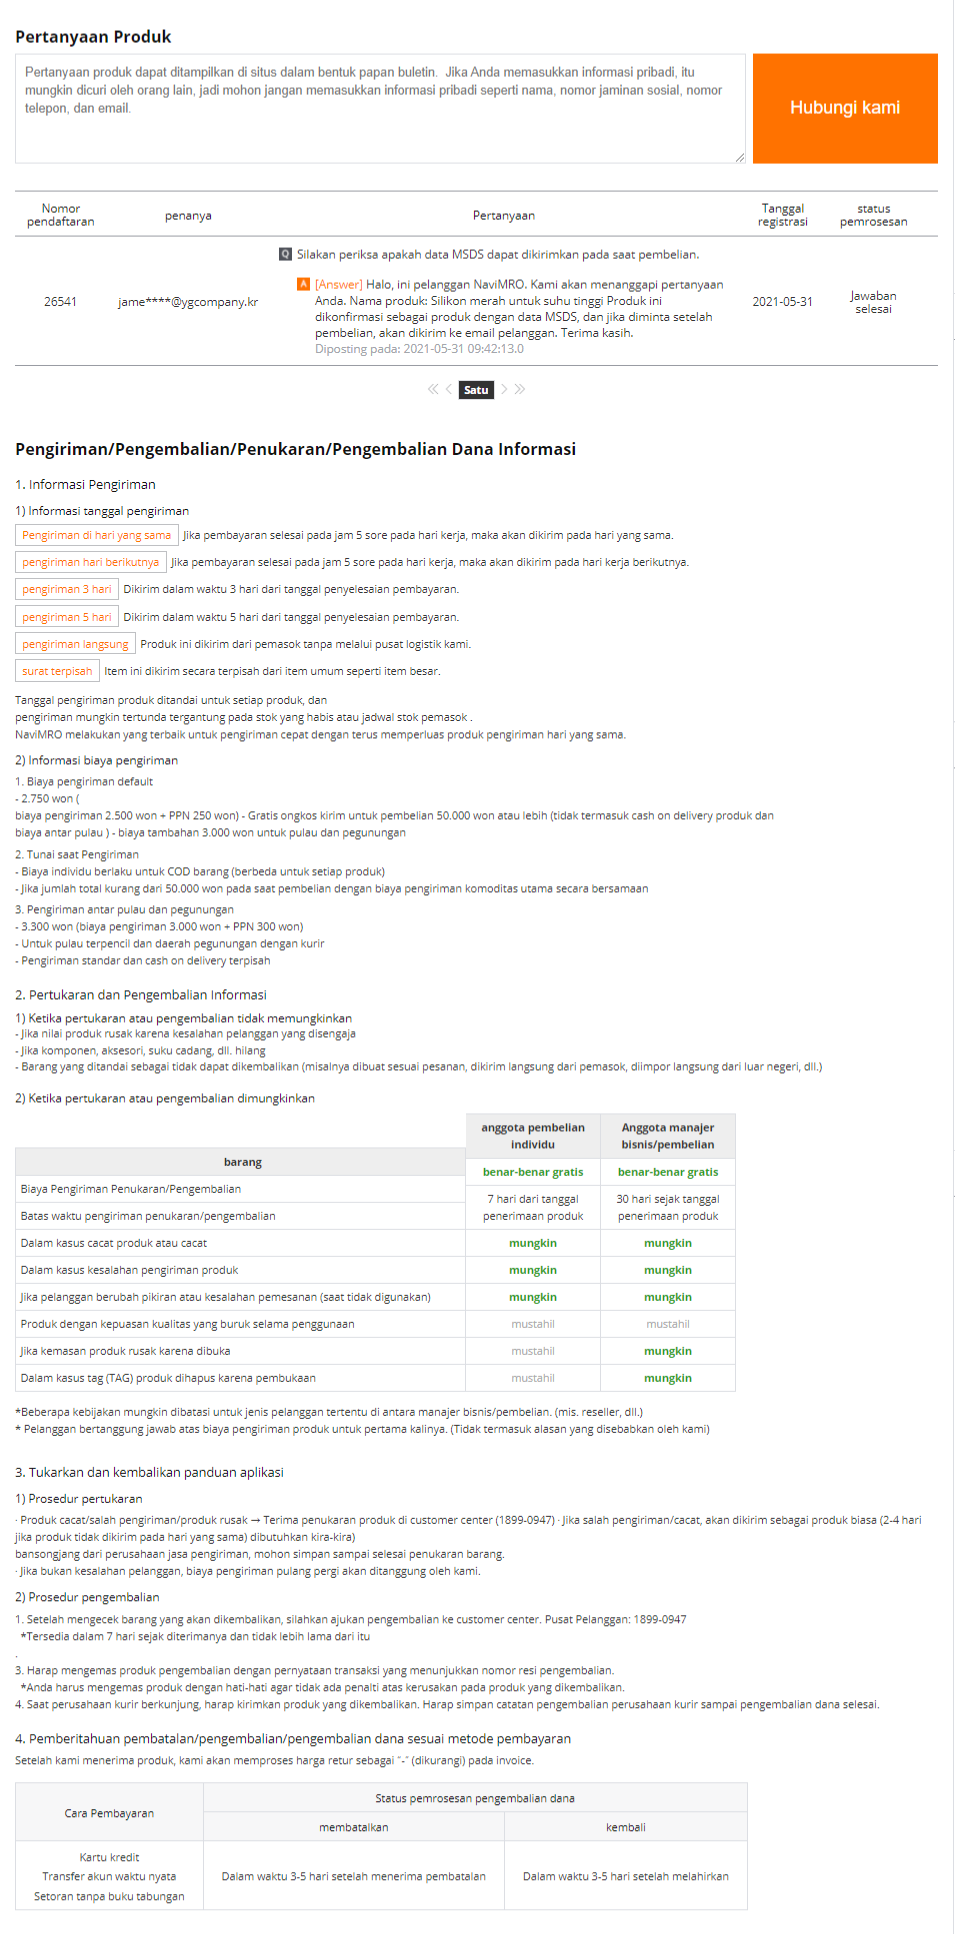 Pertanyaan Produk
Pertanyaan produk dapat ditampilkan di situs dalam bentuk papan buletin.  Jika Anda memasukkan informasi pribadi, itu
mungkin dicuri oleh orang lain, jadi mohon jangan memasukkan informasi pribadi seperti nama, nomor jaminan sosial, nomor
telepon, dan email.
Hubungi kami
Nomor
pendaftaran
penanya
Pertanyaan
Tanggal
registrasi
status
pemrosesan
Q Silakan periksa apakah data MSDS dapat dikirimkan pada saat pembelian.
26541
jame****@ygcompany.kr
A [Answer] Halo, ini pelanggan NaviMRO. Kami akan menanggapi pertanyaan
Anda. Nama produk: Silikon merah untuk suhu tinggi Produk ini
dikonfirmasi sebagai produk dengan data MSDS, dan jika diminta setelah
pembelian, akan dikirim ke email pelanggan. Terima kasih.
Diposting pada: 2021-05-31 09:42:13.0
2021-05-31
Jawaban
selesai
Satu
Pengiriman/Pengembalian/Penukaran/Pengembalian Dana Informasi
1. Informasi Pengiriman
1) Informasi tanggal pengiriman
Pengiriman di hari yang sama Jika pembayaran selesai pada jam 5 sore pada hari kerja, maka akan dikirim pada hari yang sama.
pengiriman hari berikutnya Jika pembayaran selesai pada jam 5 sore pada hari kerja, maka akan dikirim pada hari kerja berikutnya.
pengiriman 3 hari Dikirim dalam waktu 3 hari dari tanggal penyelesaian pembayaran.
pengiriman 5 hari Dikirim dalam waktu 5 hari dari tanggal penyelesaian pembayaran.
pengiriman langsung Produk ini dikirim dari pemasok tanpa melalui pusat logistik kami.
surat terpisah Item ini dikirim secara terpisah dari item umum seperti item besar.
Tanggal pengiriman produk ditandai untuk setiap produk, dan
pengiriman mungkin tertunda tergantung pada stok yang habis atau jadwal stok pemasok .
NaviMRO melakukan yang terbaik untuk pengiriman cepat dengan terus memperluas produk pengiriman hari yang sama.
2) Informasi biaya pengiriman
1. Biaya pengiriman default
- 2.750 won (
biaya pengiriman 2.500 won + PPN 250 won) - Gratis ongkos kirim untuk pembelian 50.000 won atau lebih (tidak termasuk cash on delivery produk dan
biaya antar pulau ) - biaya tambahan 3.000 won untuk pulau dan pegunungan
2. Tunai saat Pengiriman
- Biaya individu berlaku untuk COD barang (berbeda untuk setiap produk)
- Jika jumlah total kurang dari 50.000 won pada saat pembelian dengan biaya pengiriman komoditas utama secara bersamaan
3. Pengiriman antar pulau dan pegunungan
- 3.300 won (biaya pengiriman 3.000 won + PPN 300 won)
- Untuk pulau terpencil dan daerah pegunungan dengan kurir
- Pengiriman standar dan cash on delivery terpisah
2. Pertukaran dan Pengembalian Informasi
1) Ketika pertukaran atau pengembalian tidak memungkinkan
- Jika nilai produk rusak karena kesalahan pelanggan yang disengaja
- Jika komponen, aksesori, suku cadang, dll. hilang
- Barang yang ditandai sebagai tidak dapat dikembalikan (misalnya dibuat sesuai pesanan, dikirim langsung dari pemasok, diimpor langsung dari luar negeri, dll.)
2) Ketika pertukaran atau pengembalian dimungkinkan
barang
anggota pembelian
individu
Anggota manajer
bisnis/pembelian
Biaya Pengiriman Penukaran/Pengembalian
benar-benar gratis
benar-benar gratis
Batas waktu pengiriman penukaran/pengembalian
7 hari dari tanggal
penerimaan produk
30 hari sejak tanggal
penerimaan produk
Dalam kasus cacat produk atau cacat
mungkin
mungkin
Dalam kasus kesalahan pengiriman produk
mungkin
mungkin
Jika pelanggan berubah pikiran atau kesalahan pemesanan (saat tidak digunakan)
mungkin
mungkin
Produk dengan kepuasan kualitas yang buruk selama penggunaan
mustahil
mustahil
Jika kemasan produk rusak karena dibuka
mustahil
mungkin
Dalam kasus tag (TAG) produk dihapus karena pembukaan
mustahil
mungkin
*Beberapa kebijakan mungkin dibatasi untuk jenis pelanggan tertentu di antara manajer bisnis/pembelian. (mis. reseller, dll.)
* Pelanggan bertanggung jawab atas biaya pengiriman produk untuk pertama kalinya. (Tidak termasuk alasan yang disebabkan oleh kami)
3. Tukarkan dan kembalikan panduan aplikasi
1) Prosedur pertukaran
· Produk cacat/salah pengiriman/produk rusak → Terima penukaran produk di customer center (1899-0947) · Jika salah pengiriman/cacat, akan dikirim sebagai produk biasa (2-4 hari
jika produk tidak dikirim pada hari yang sama) dibutuhkan kira-kira)
bansongjang dari perusahaan jasa pengiriman, mohon simpan sampai selesai penukaran barang.
· Jika bukan kesalahan pelanggan, biaya pengiriman pulang pergi akan ditanggung oleh kami.
2) Prosedur pengembalian
1. Setelah mengecek barang yang akan dikembalikan, silahkan ajukan pengembalian ke customer center. Pusat Pelanggan: 1899-0947
*Tersedia dalam 7 hari sejak diterimanya dan tidak lebih lama dari itu
.
3. Harap mengemas produk pengembalian dengan pernyataan transaksi yang menunjukkan nomor resi pengembalian.
*Anda harus mengemas produk dengan hati-hati agar tidak ada penalti atas kerusakan pada produk yang dikembalikan.
4. Saat perusahaan kurir berkunjung, harap kirimkan produk yang dikembalikan. Harap simpan catatan pengembalian perusahaan kurir sampai pengembalian dana selesai.
4. Pemberitahuan pembatalan/pengembalian/pengembalian dana sesuai metode pembayaran
Setelah kami menerima produk, kami akan memproses harga retur sebagai "-" (dikurangi) pada invoice.
Cara Pembayaran
Status pemrosesan pengembalian dana
membatalkan
kembali
Kartu kredit
Transfer akun waktu nyata
Setoran tanpa buku tabungan
Dalam waktu 3-5 hari setelah menerima pembatalan
Dalam waktu 3-5 hari setelah melahirkan